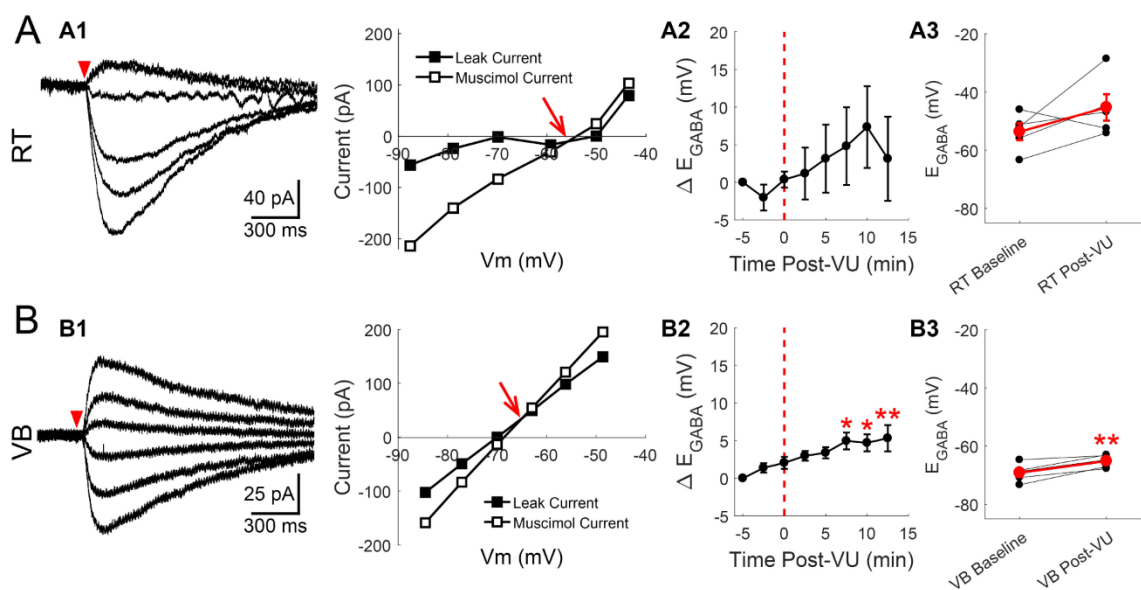 A
A1
RT
40 pA
300 ms
200
100
0
-100
-200
Current (pA)
Leak Current
Muscimol Current
-90
-80
-70
-60
-50
-40
Vm (mV)
A2
20
15
10
5
0
-5
Δ E_GABA (mV)
-5
0
5
10
15
Time Post-VU (min)
A3
-20
-40
-60
-80
E_GABA (mV)
RT Baseline
RT Post-VU
B
B1
VB
25 pA
300 ms
200
100
0
-100
200
Current (pA)
Leak Current
Muscimol Current
-90
-80
-70
-60
-50
-40
Vm (mV)
B2
20
15
10
5
0
-5
Δ E_GABA (mV)
* * **
-5
0
5
10
15
Time Post-VU (min)
B3
-20
-40
-60
-80
E_GABA (mV)
**
VB Baseline
VB Post-VU